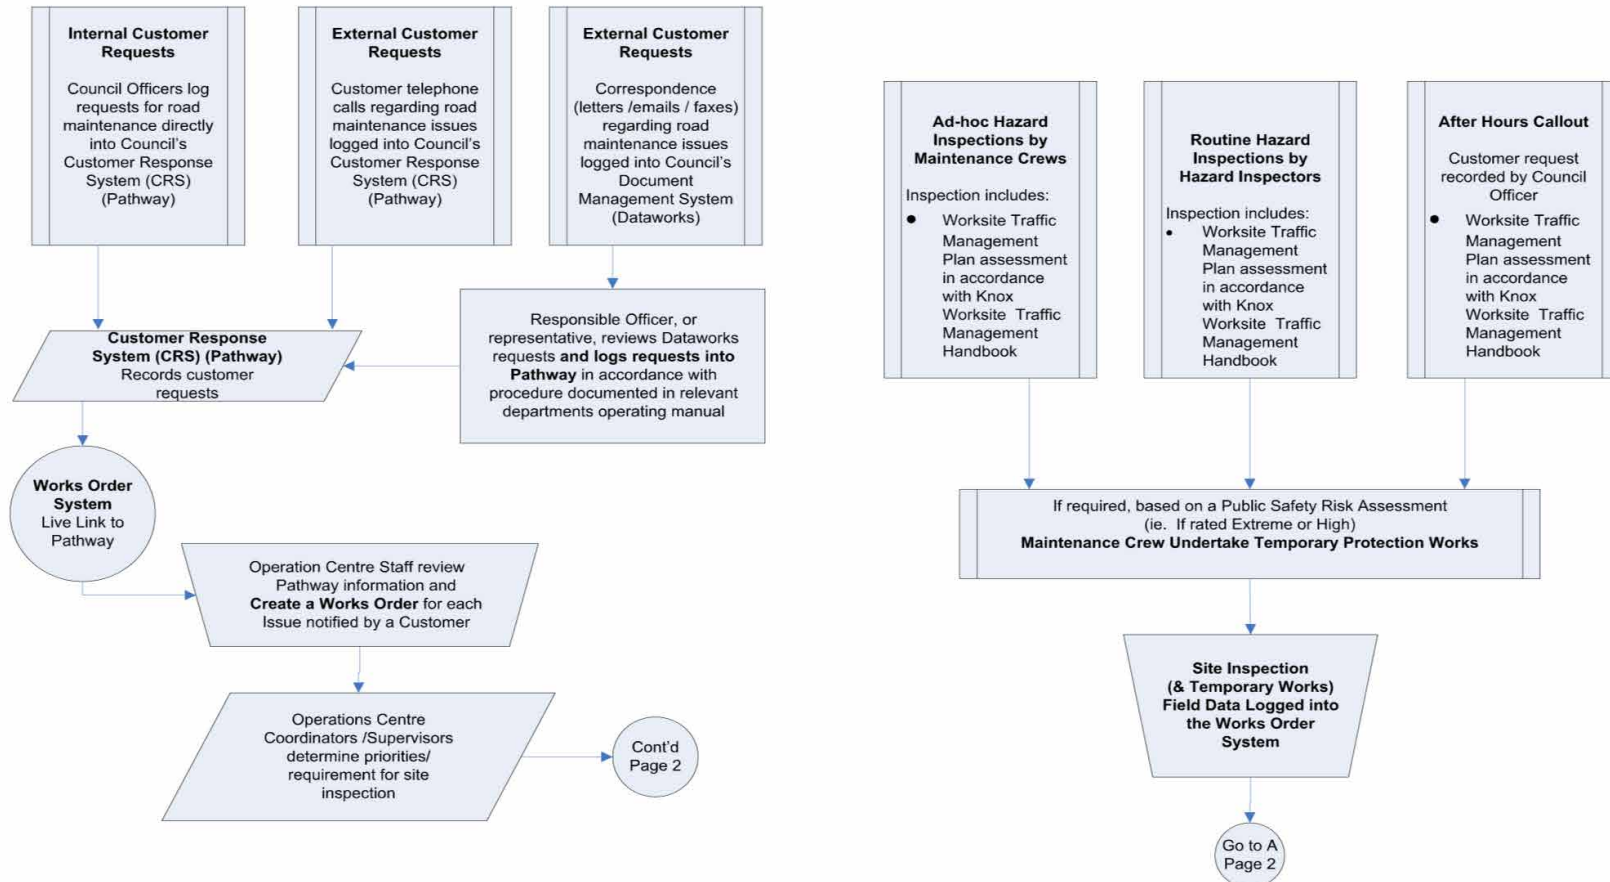 Internal Customer
Requests
Council Officers log
requests for road
maintenance directly
into Council's
Customer Response
System (CRS)
(Pathway)
External Customer
Requests
Customer telephone
calls regarding road
maintenance issues
logged into Council's
Customer Response
System (CRS)
(Pathway)
External Customer
Requests
Correspondence
(letters /emails / faxes)
regarding road
maintenance issues
logged into Council's
Document
Management System
(Dataworks)
Responsible Officer, or
representative, reviews Dataworks
requests and logs requests into
Pathway in accordance with
procedure documented in relevant
departments operating manual
Customer Response
System (CRS) (Pathway)
Records customer
requests
Works Order
System
Live Link to
Pathway
Operation Centre Staff review
Pathway information and
Create a Works Order for each
Issue notified by a Customer
Operations Centre
Coordinators /Supervisors
determine priorities/
requirement for site
inspection
Cont'd
Page 2
Ad-hoc Hazard
Inspections by
Maintenance Crews
Inspection includes:
● Worksite Traffic
Management
Plan assessment
in accordance
with Knox
Worksite Traffic
Management
Handbook
Routine Hazard
Inspections by
Hazard Inspectors
Inspection includes:
• Worksite Traffic
Management
Plan assessment
in accordance
with Knox
Worksite Traffic
Management
Handbook
After Hours Callout
Customer request
recorded by Council
Officer
● Worksite Traffic
Management
Plan assessment
in accordance
with Knox
Worksite Traffic
Management
Handbook
If required, based on a Public Safety Risk Assessment
(ie. If rated Extreme or High)
Maintenance Crew Undertake Temporary Protection Works
Site Inspection
(& Temporary Works)
Field Data Logged into
the Works Order
System
Go to A
Page 2